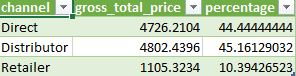 channel gross_total_price percentage
Direct 4726.2104 44.44444444
Distributor 4802.4396 45.16129032
Retailer 1105.3234 10.39426523